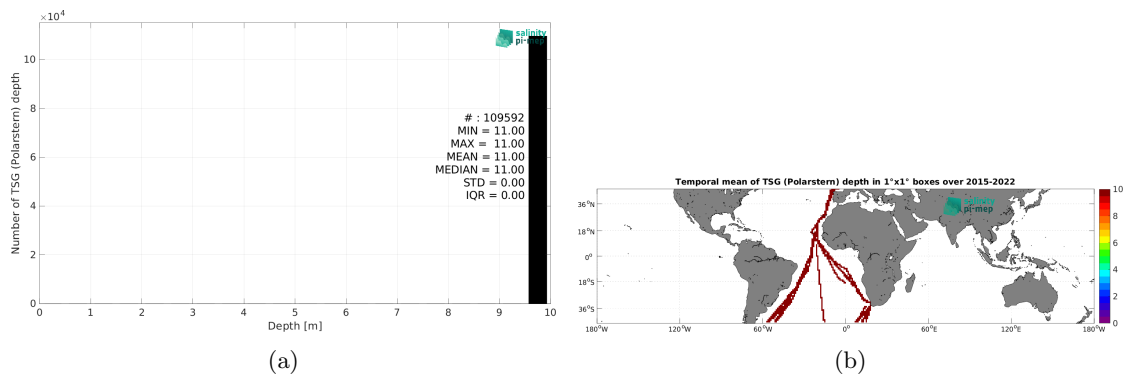 ×10⁴
salinity
pi-mep
Number of TSG (Polarstern) depth
10
8
6
4
2
0
# : 109592
MIN = 11.00
MAX = 11.00
MEAN = 11.00
MEDIAN = 11.00
STD = 0.00
IQR = 0.00
0 1 2 3 4 5 6 7 8 9 10
Depth [m]
(a)
Temporal mean of TSG (Polarstern) depth in 1°x1° boxes over 2015-2022
salinity
pi-mep
36°N
18°N
0°
18°S
36°S
180°W 120°W 60°W 0° 60°E 120°E 180°W
10
8
6
4
2
0
(b)